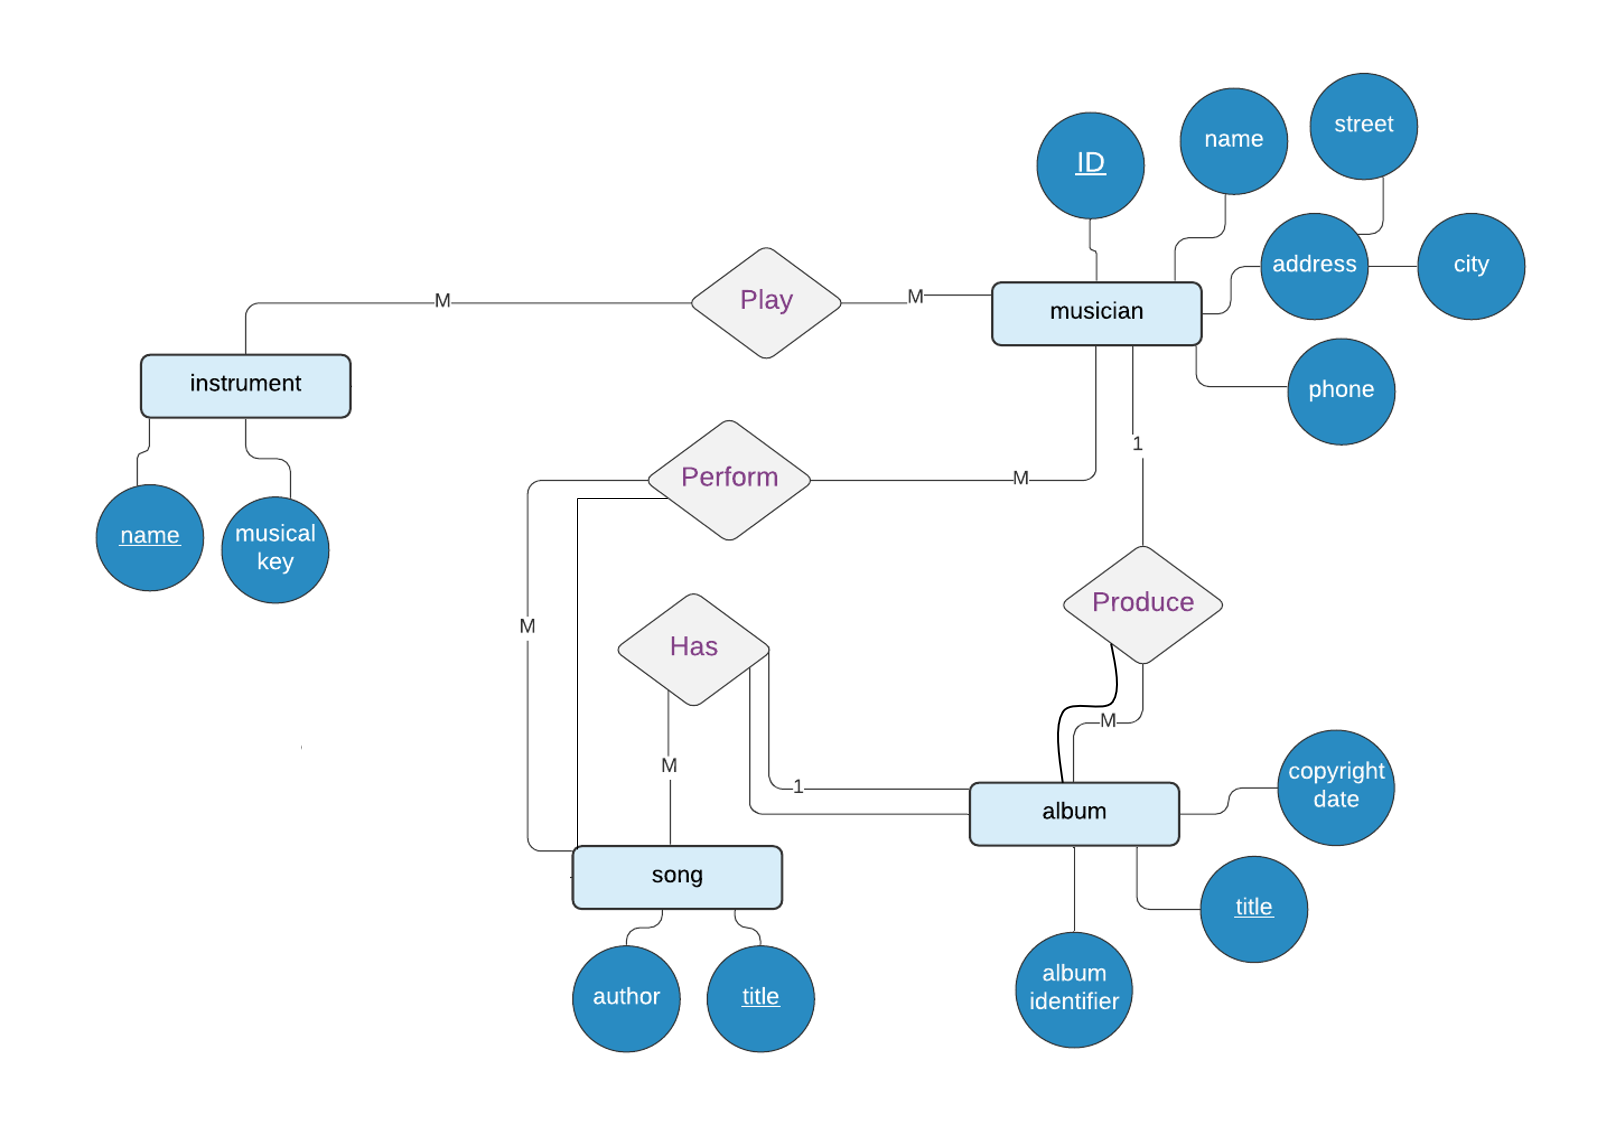 street
name
ID
address
city
Play
M
M
musician
instrument
phone
1
Perform
M
name
musical
key
Produce
M
Has
M
M
1
copyright
date
album
song
title
album
identifier
author
title